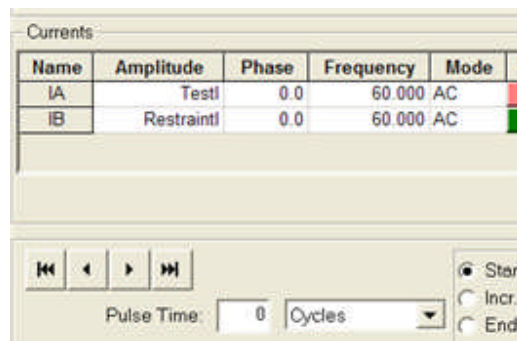 Currents
Name Amplitude Phase Frequency Mode
IA TestI 0.0 60.000 AC
IB RestraintI 0.0 60.000 AC
Star
Incr.
Pulse Time: 0 Cycles
End